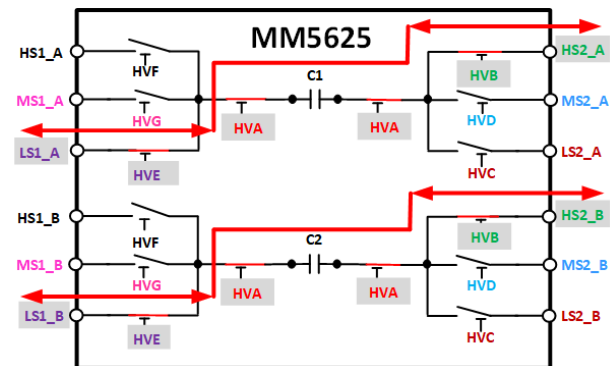 MM5625
HS1_A
HVF
C1
HVB
HS2_A
MS1_A
HVG
HVA
HVA
HVD
MS2_A
LS1_A
HVE
HVC
LS2_A
HS1_B
HVF
C2
HVB
HS2_B
MS1_B
HVG
HVA
HVA
HVD
MS2_B
LS1_B
HVE
HVC
LS2_B